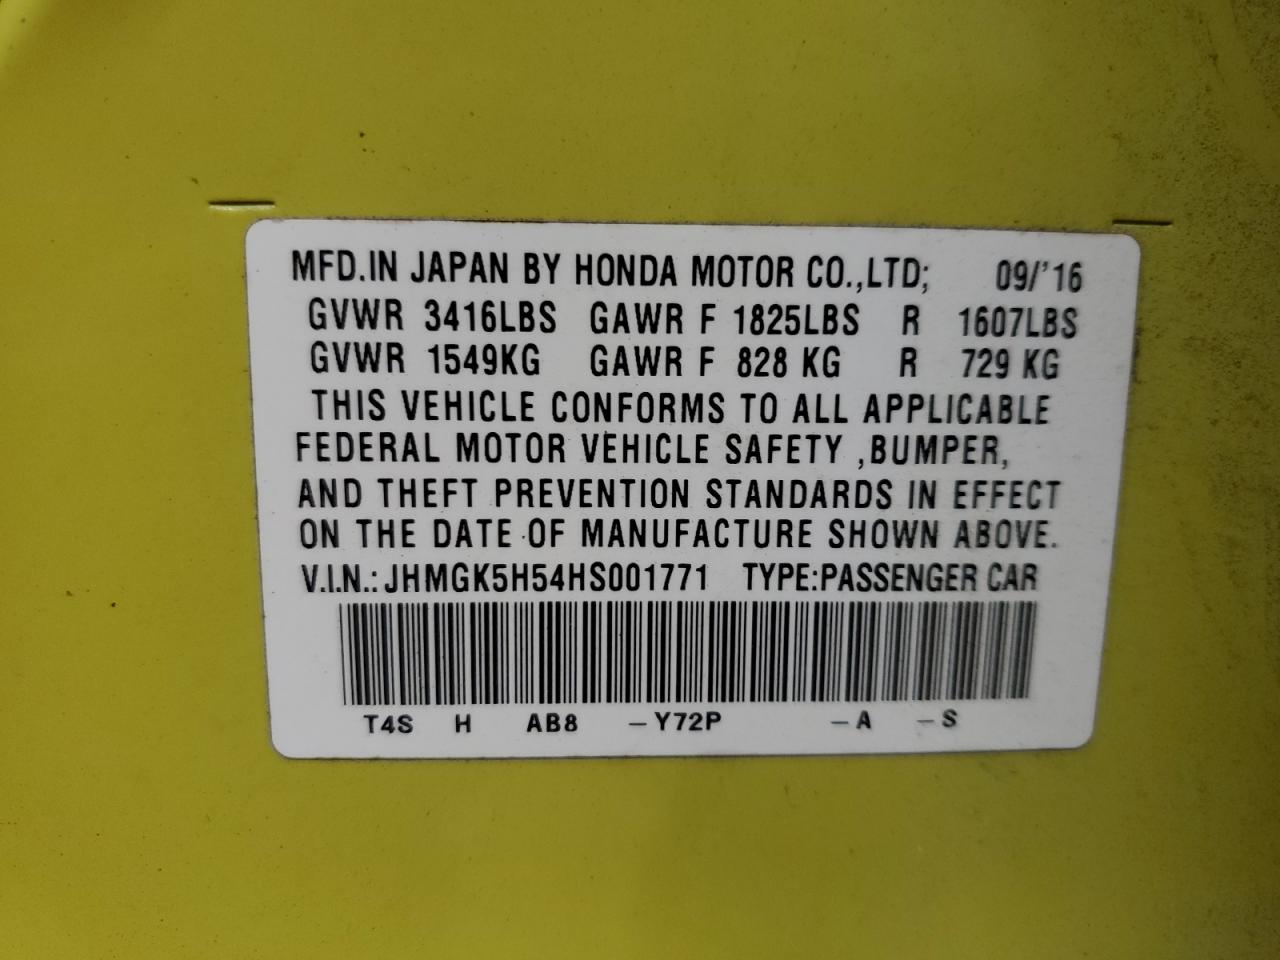 MFD.IN JAPAN BY HONDA MOTOR CO.,LTD; 09/'16
GVWR 3416LBS GAWR F 1825LBS R 1607LBS
GVWR 1549KG GAWR F 828 KG R 729 KG
THIS VEHICLE CONFORMS TO ALL APPLICABLE
FEDERAL MOTOR VEHICLE SAFETY ,BUMPER,
AND THEFT PREVENTION STANDARDS IN EFFECT
ON THE DATE OF MANUFACTURE SHOWN ABOVE.
V.I.N.: JHMGK5H54HS001771 TYPE:PASSENGER CAR
T4S H AB8 –Y72P –A –S